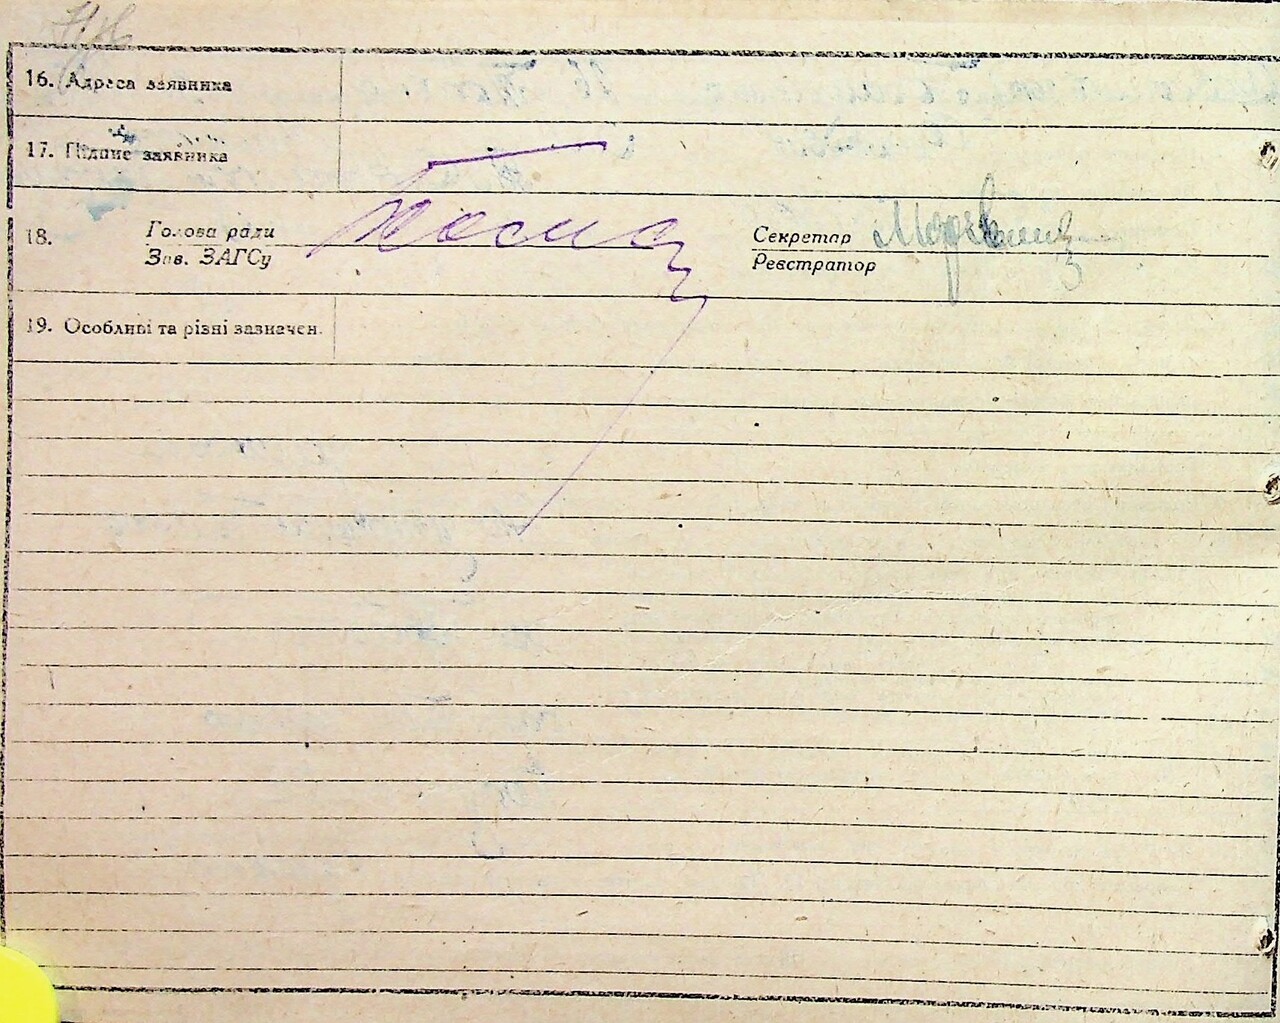 16. Адреса заявника
17. Підпис заявника
18. Голова ради
Зав. ЗАГСу
Секретар
Реєстратор
19. Особливі та різні зазначен.